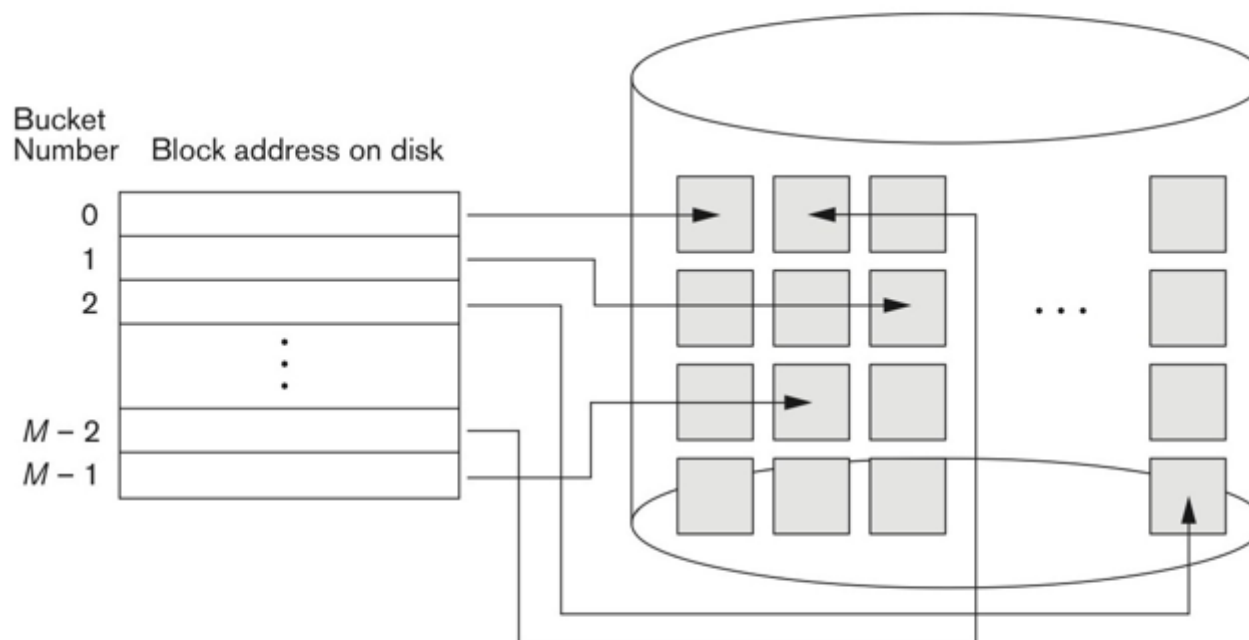 Bucket
Number Block address on disk
0
1
2
⋮
M – 2
M – 1
...